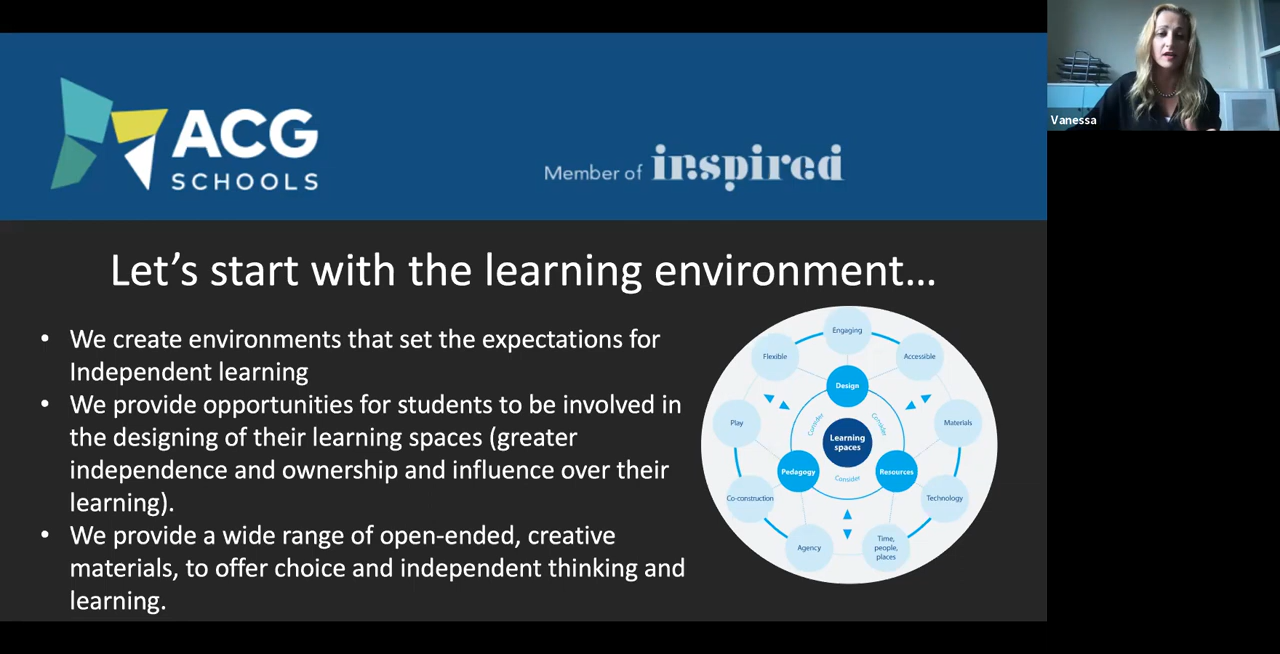 ACG
SCHOOLS
Member of inspired
Vanessa
Let’s start with the learning environment…
• We create environments that set the expectations for
Independent learning
• We provide opportunities for students to be involved in
the designing of their learning spaces (greater
independence and ownership and influence over their
learning).
• We provide a wide range of open-ended, creative
materials, to offer choice and independent thinking and
learning.
Engaging
Flexible
Accessible
Design
Consider
Consider
Play
Materials
Learning
spaces
Pedagogy
Resources
Consider
Co-construction
Technology
Agency
Time,
people,
places